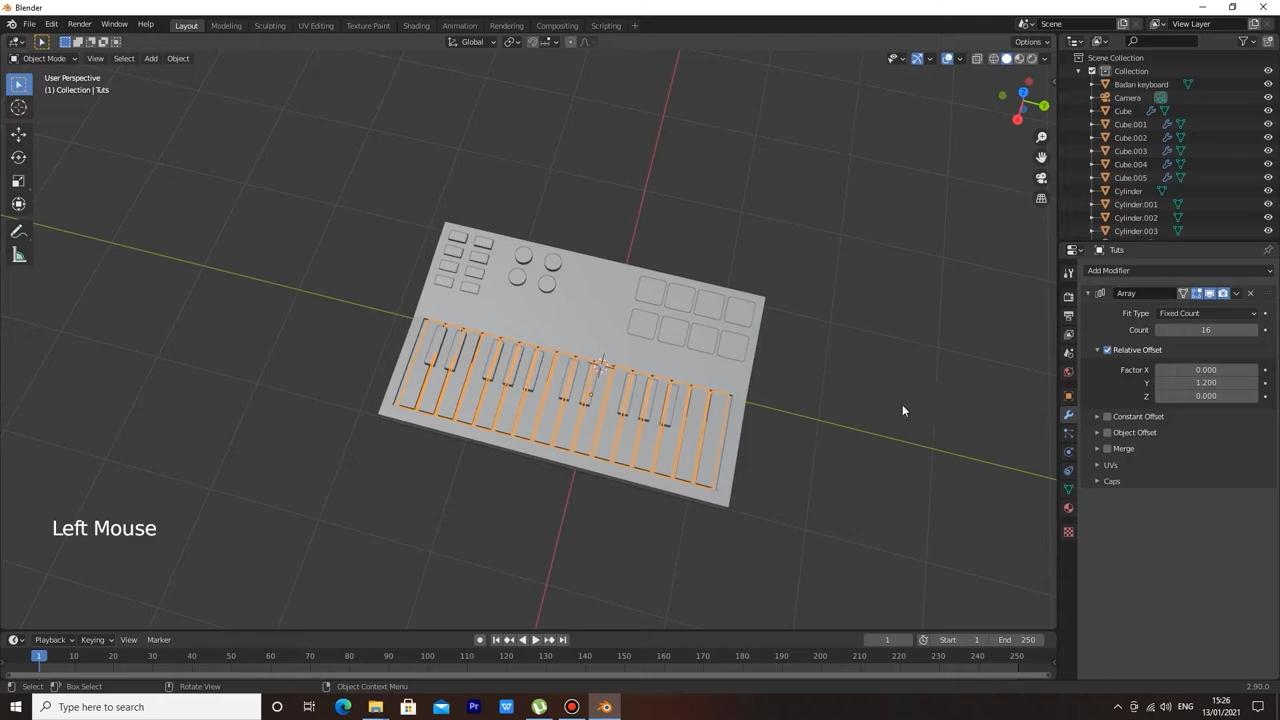 Blender
File Edit Render Window Help Layout Modeling Sculpting UV Editing Texture Paint Shading Animation Rendering Compositing Scripting + Scene View Layer
Global Options
Object Mode View Select Add Object
User Perspective
(1) Collection | Tuts
Scene Collection
Collection
Badan keyboard
Camera
Cube
Cube.001
Cube.002
Cube.003
Cube.004
Cube.005
Cylinder
Cylinder.001
Cylinder.002
Cylinder.003
Tuts
Add Modifier
Array
Fit Type Fixed Count
Count 16
Relative Offset
Factor X 0.000
Y 1.200
Z 0.000
Constant Offset
Object Offset
Merge
UVs
Caps
Left Mouse
Playback Keying View Marker 1 Start 1 End 250
1 10 20 30 40 50 60 70 80 90 100 110 120 130 140 150 160 170 180 190 200 210 220 230 240 250
Select Box Select Rotate View Object Context Menu 2.90.0
Type here to search
15:26
13/01/2021